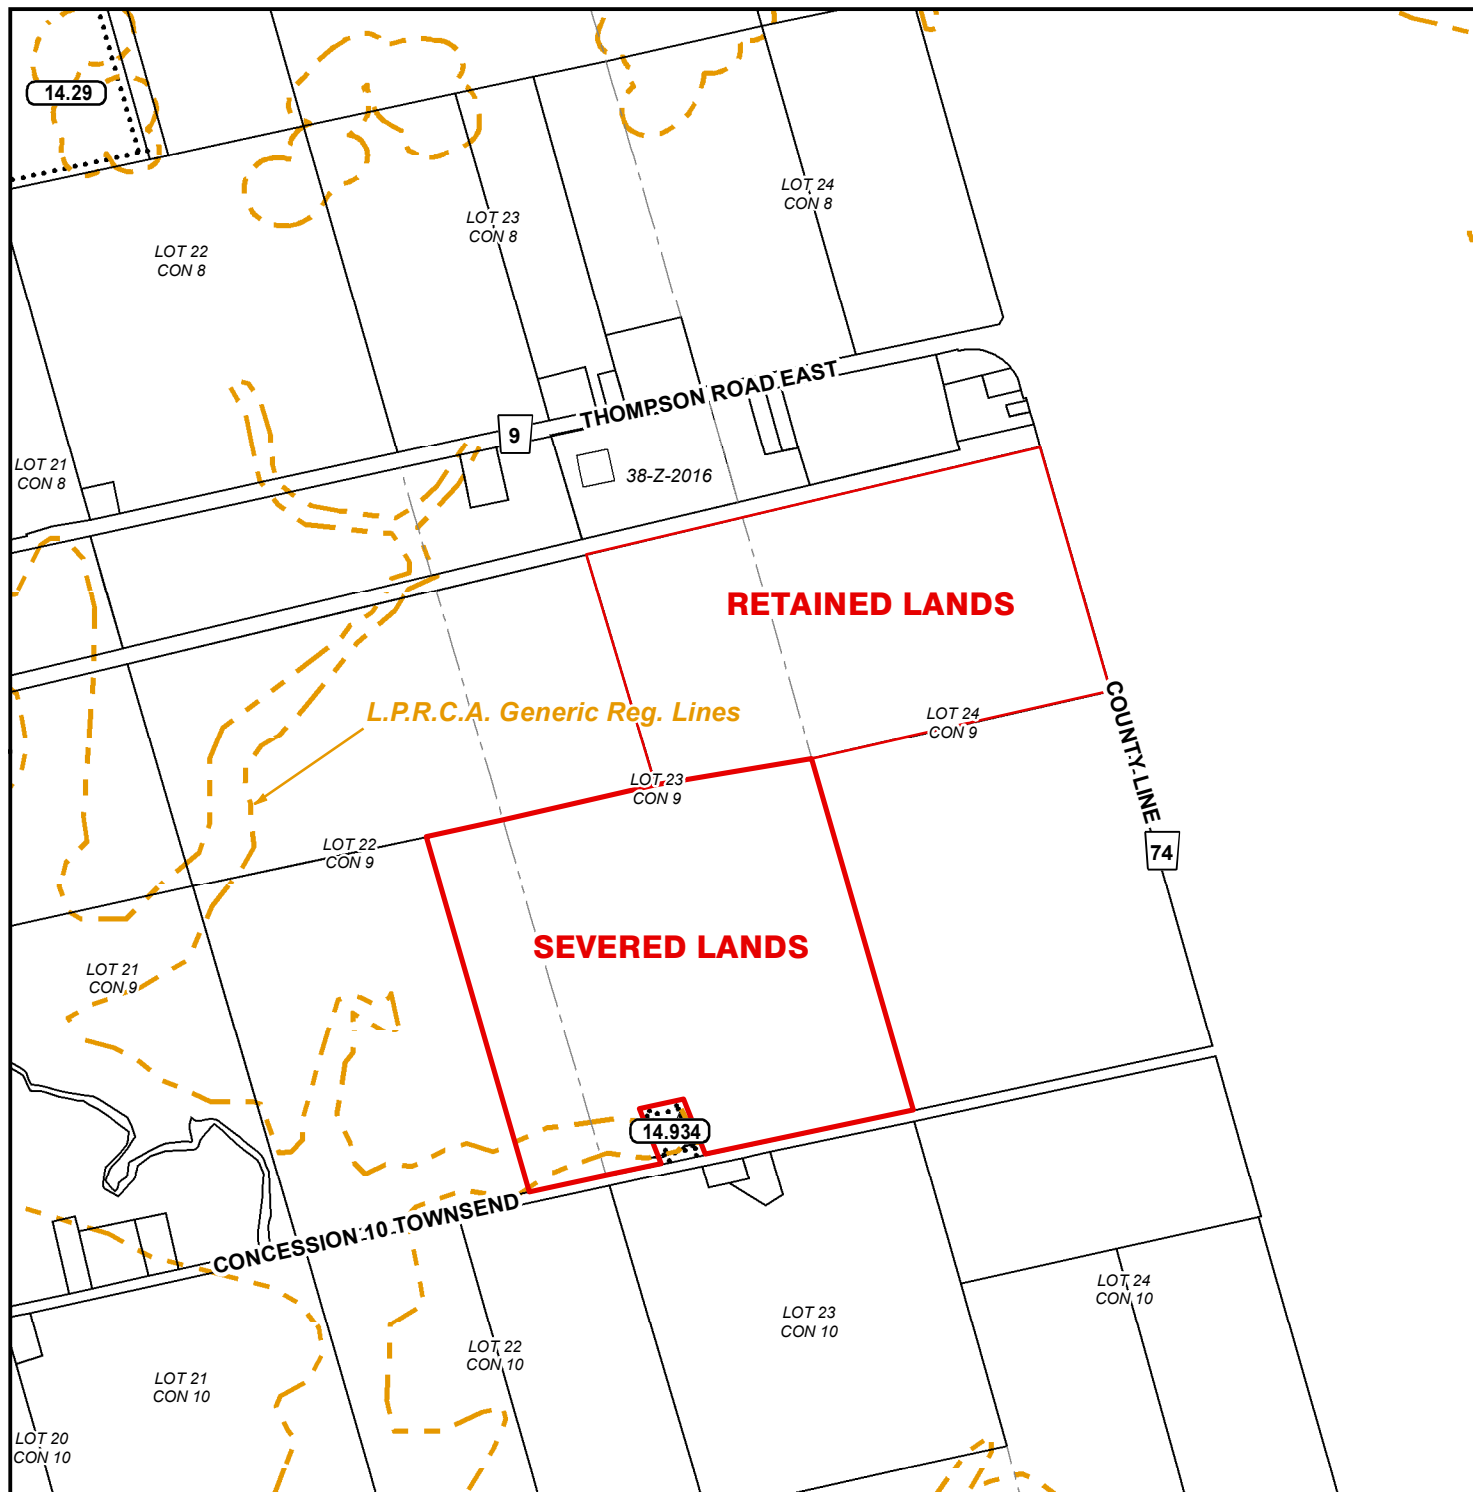 14.29
LOT 24
CON 8
LOT 23
CON 8
LOT 22
CON 8
THOMPSON ROAD EAST
9
LOT 21
CON 8
38-Z-2016
RETAINED LANDS
L.P.R.C.A. Generic Reg. Lines
LOT 24
CON 9
COUNTY LINE
LOT 23
CON 9
LOT 22
CON 9
74
SEVERED LANDS
LOT 21
CON 9
14.934
CONCESSION 10 TOWNSEND
LOT 24
CON 10
LOT 23
CON 10
LOT 22
CON 10
LOT 21
CON 10
LOT 20
CON 10